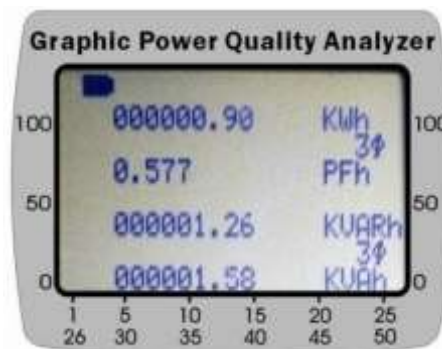 Graphic Power Quality Analyzer
000000.90 KWh
3φ
0.577 PFh
000001.26 KVARh
3φ
000001.58 KVAh
100 100
50 50
0 0
1 5 10 15 20 25
26 30 35 40 45 50